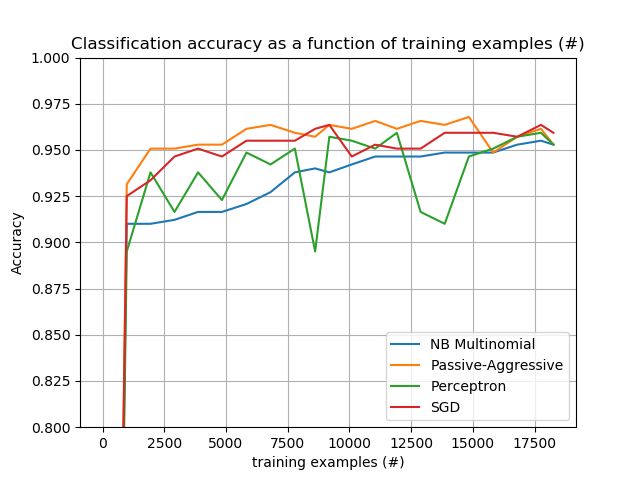 Classification accuracy as a function of training examples (#)
1.000
0.975
0.950
0.925
0.900
0.875
0.850
0.825
0.800
Accuracy
NB Multinomial
Passive-Aggressive
Perceptron
SGD
0 2500 5000 7500 10000 12500 15000 17500
training examples (#)